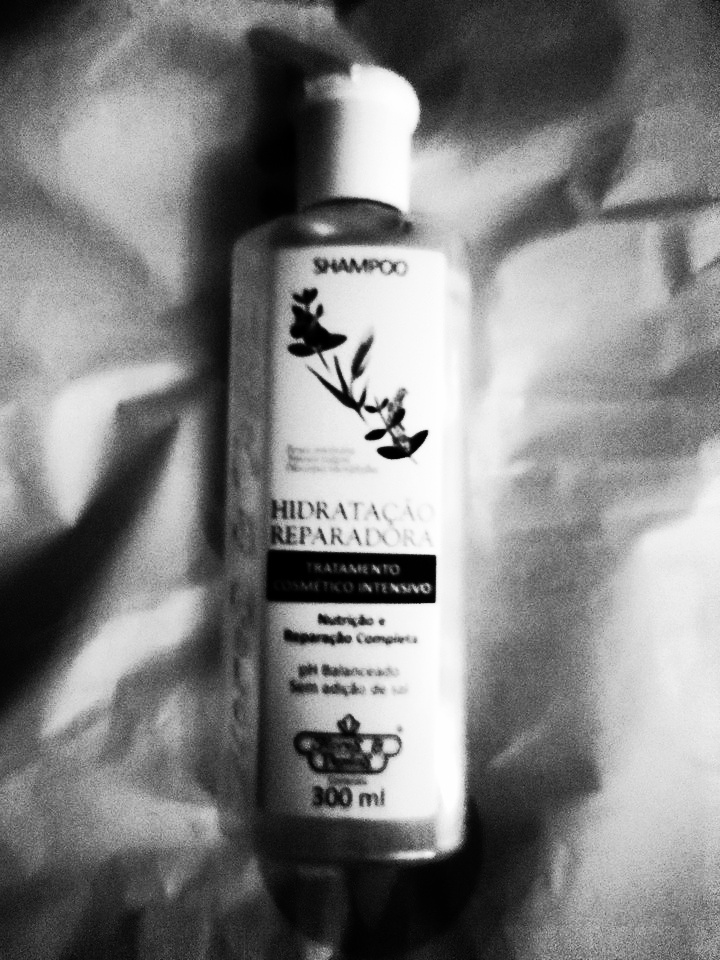 SHAMPOO
HIDRATAÇÃO
REPARADORA
TRATAMENTO
COSMÉTICO INTENSIVO
Nutrição e
Reparação Completa
pH Balanceado
Sem adição de sal
300 ml